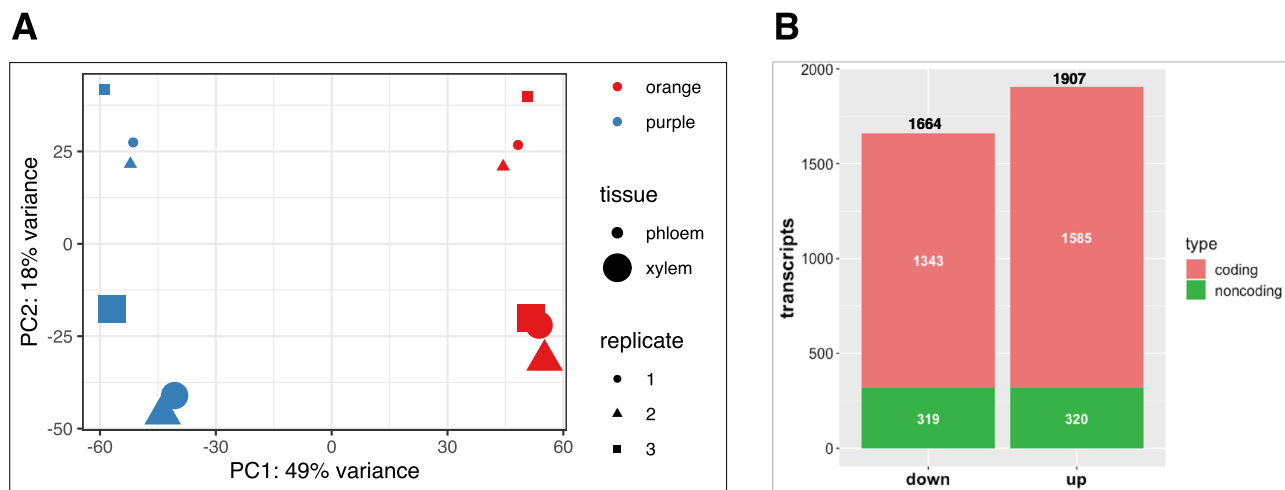 A
B
orange
purple
tissue
phloem
xylem
replicate
1
2
3
25
0
-25
-50
PC2: 18% variance
-60
-30
0
30
60
PC1: 49% variance
2000
1500
1000
500
0
transcripts
1664
1907
1343
1585
319
320
down
up
type
coding
noncoding